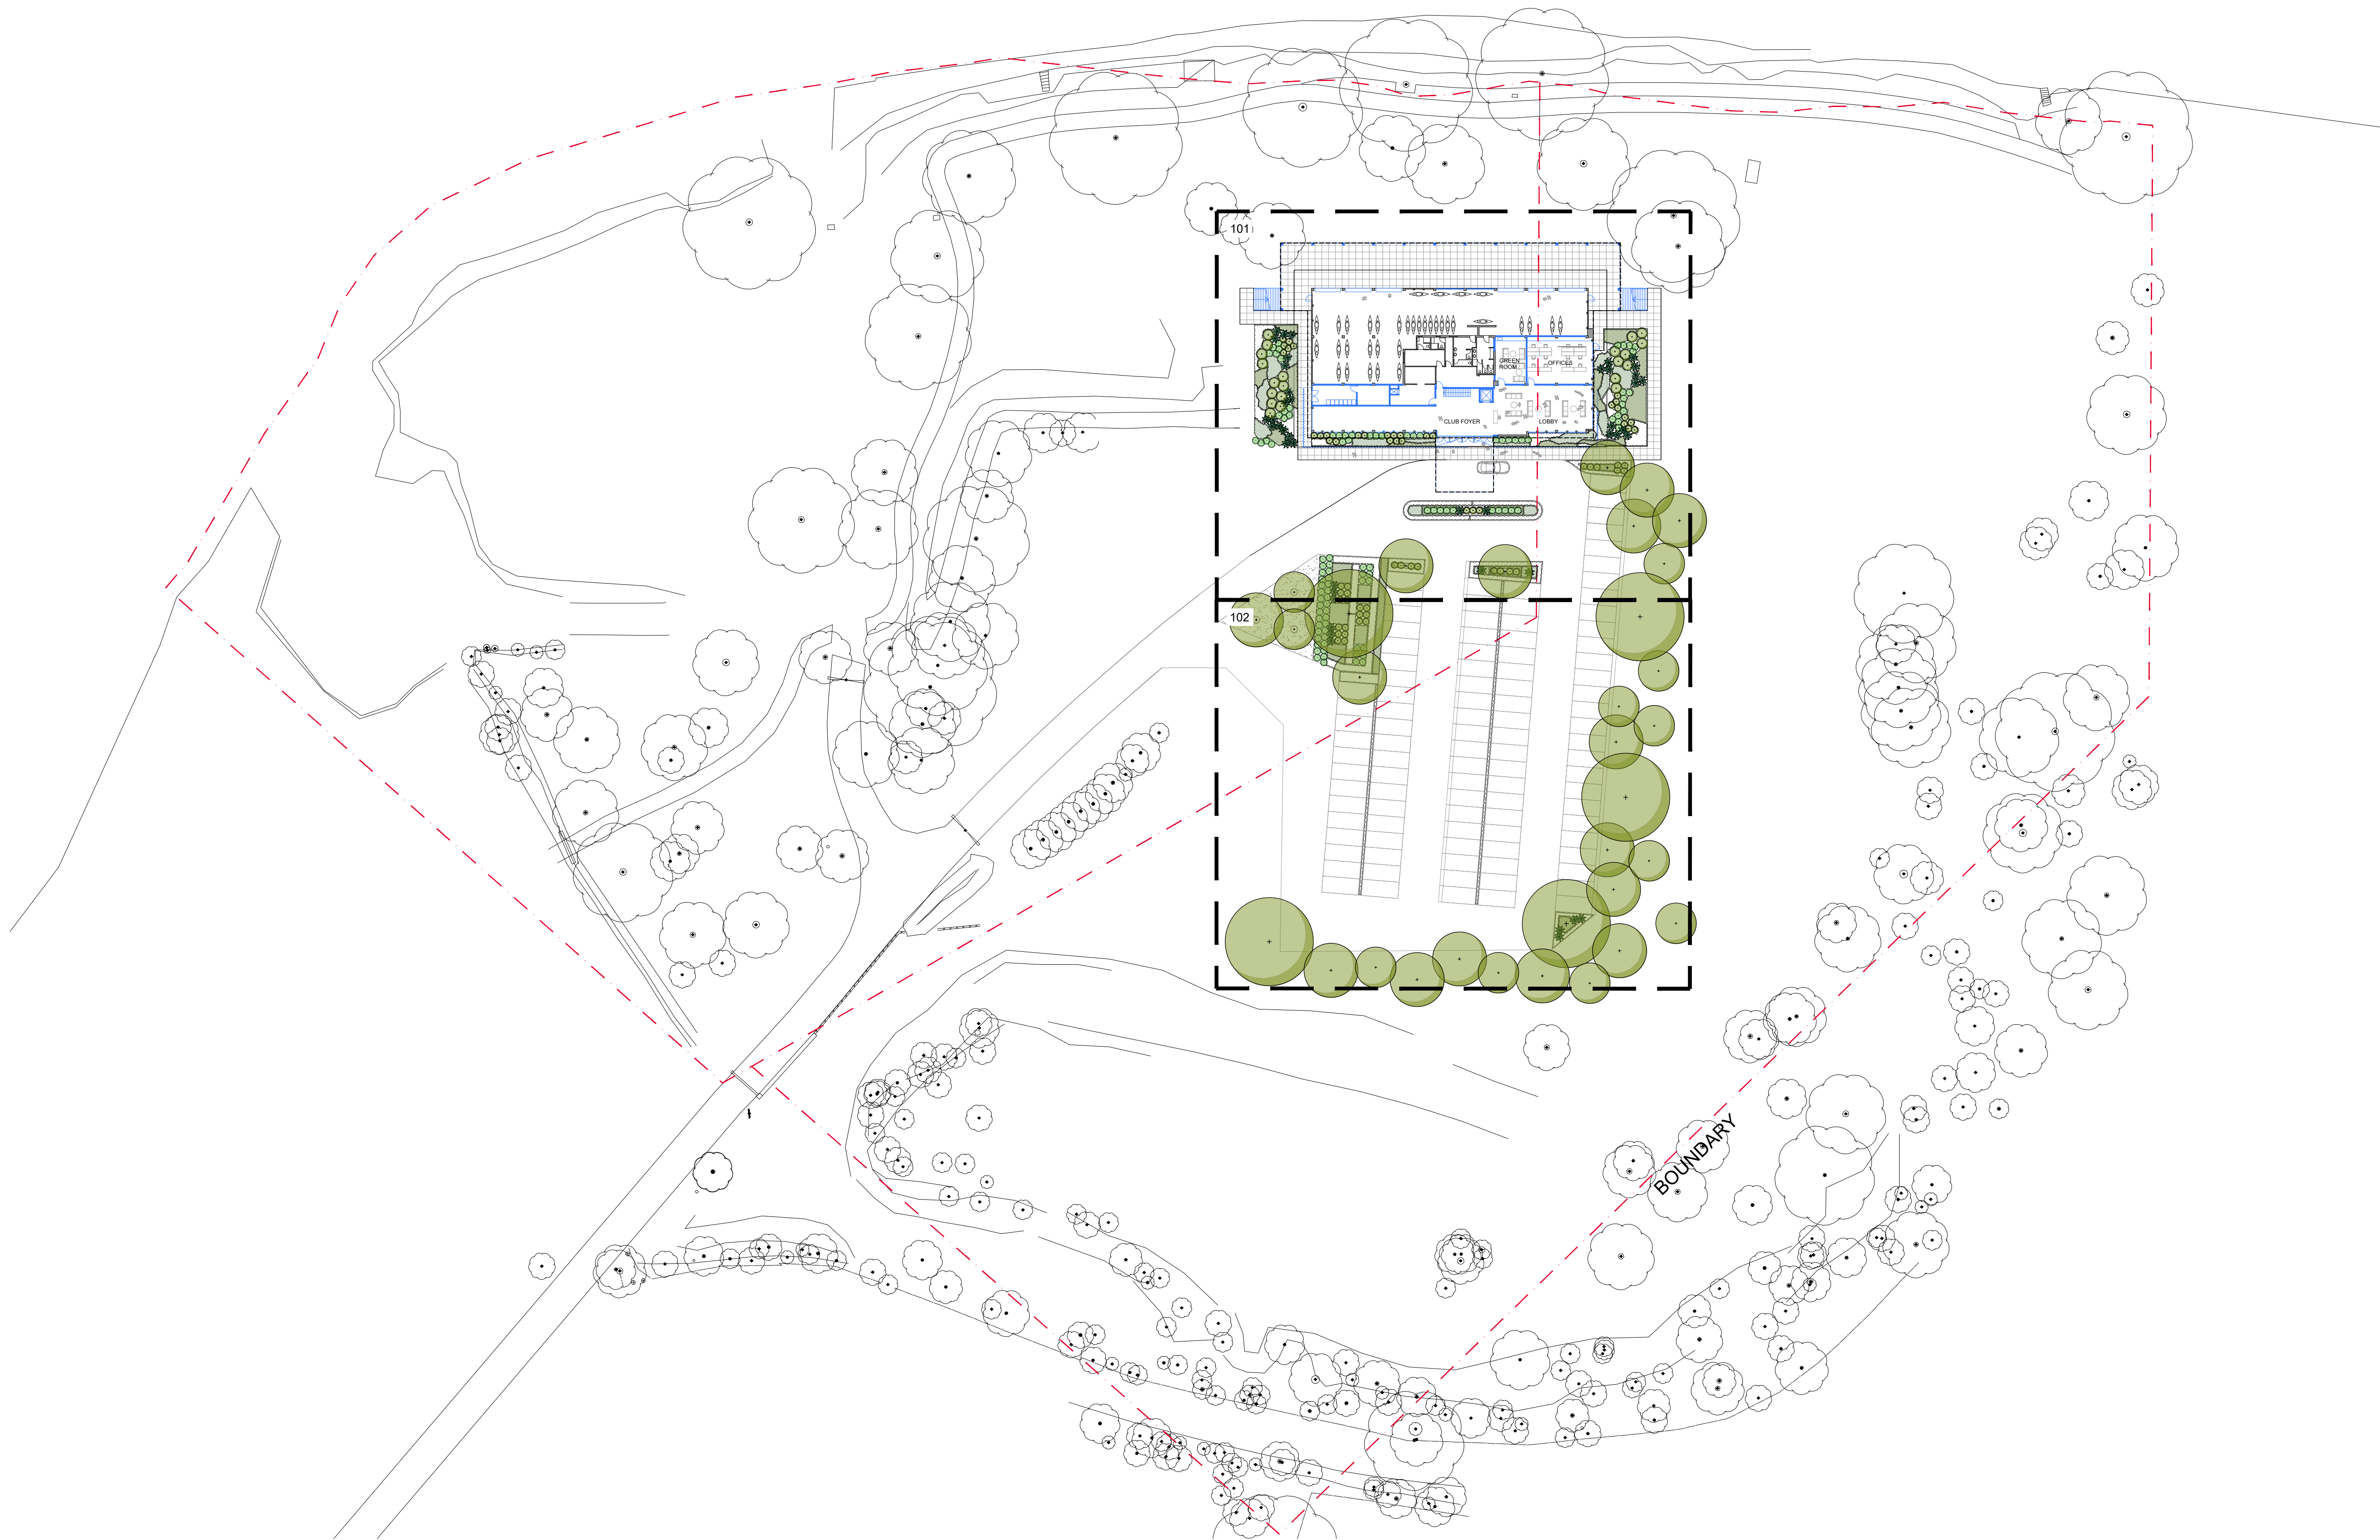 101
GREEN
ROOM
OFFICES
CLUB FOYER
LOBBY
102
BOUNDARY